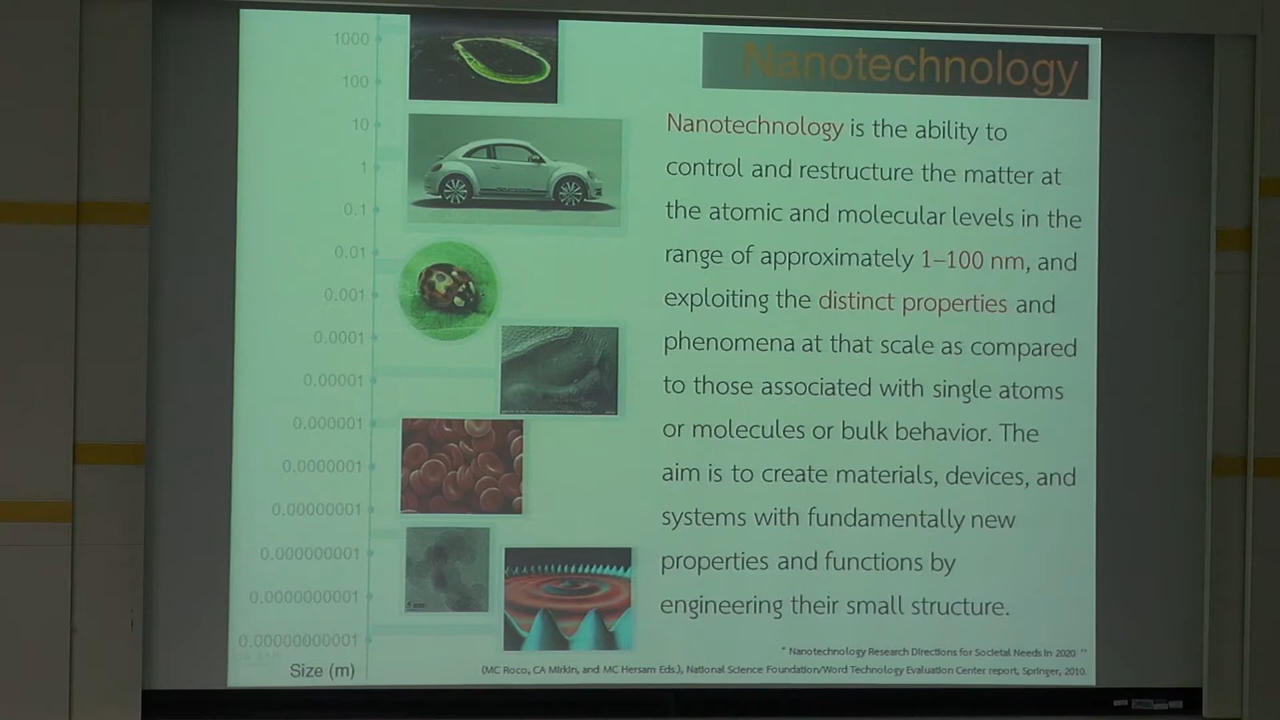 Nanotechnology
1000
100
10
1
0.1
0.01
0.001
0.0001
0.00001
0.000001
0.0000001
0.00000001
0.000000001
0.0000000001
0.00000000001
Size (m)
5 nm
Nanotechnology is the ability to
control and restructure the matter at
the atomic and molecular levels in the
range of approximately 1–100 nm, and
exploiting the distinct properties and
phenomena at that scale as compared
to those associated with single atoms
or molecules or bulk behavior. The
aim is to create materials, devices, and
systems with fundamentally new
properties and functions by
engineering their small structure.
" Nanotechnology Research Directions for Societal Needs in 2020 "
(MC Roco, CA Mirkin, and MC Hersam Eds.), National Science Foundation/Word Technology Evaluation Center report, Springer, 2010.